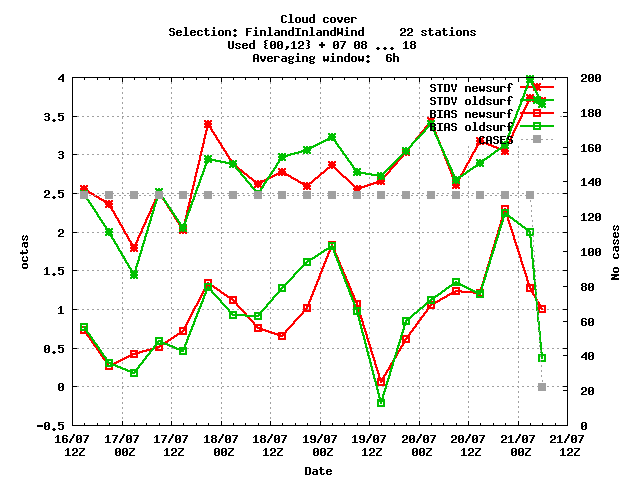 Cloud cover
Selection: FinlandInlandWind 22 stations
Used {00,12} + 07 08 ... 18
Averaging window: 6h
STDV newsurf
STDV oldsurf
BIAS newsurf
BIAS oldsurf
CASES
4
3.5
3
2.5
2
1.5
1
0.5
0
-0.5
octas
200
180
160
140
120
100
80
60
40
20
0
No cases
16/07 17/07 17/07 18/07 18/07 19/07 19/07 20/07 20/07 21/07 21/07
12Z 00Z 12Z 00Z 12Z 00Z 12Z 00Z 12Z 00Z 12Z
Date